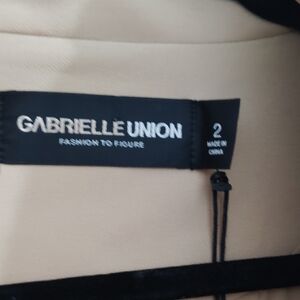 GABRIELLE UNION
FASHION TO FIGURE
2
MADE IN
CHINA